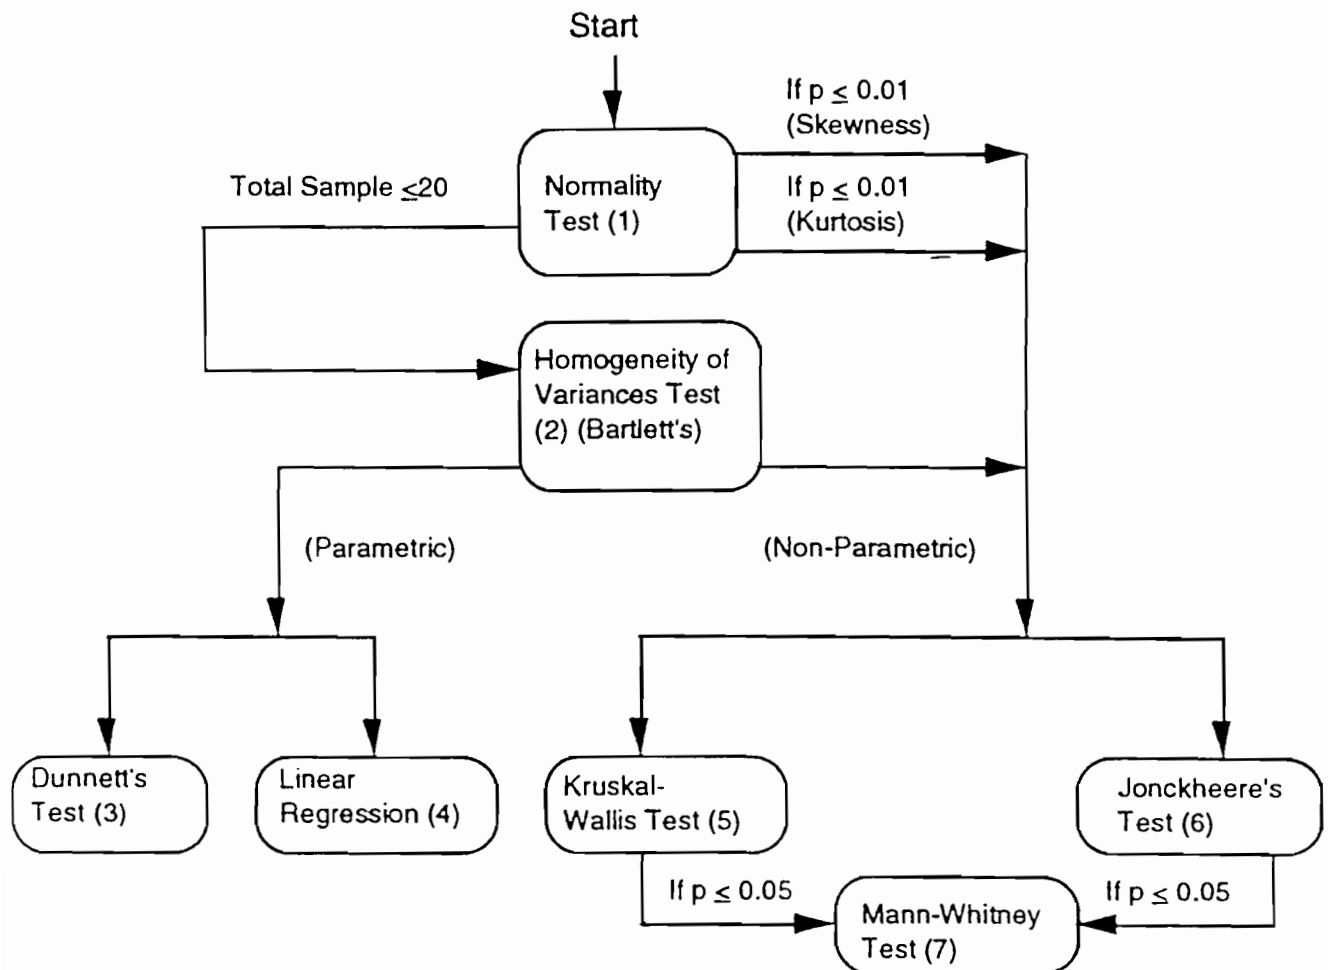 Start
If p ≤ 0.01
(Skewness)
Total Sample ≤20
Normality
Test (1)
If p ≤ 0.01
(Kurtosis)
Homogeneity of
Variances Test
(2) (Bartlett's)
(Parametric)
(Non-Parametric)
Dunnett's
Test (3)
Linear
Regression (4)
Kruskal-
Wallis Test (5)
Jonckheere's
Test (6)
If p ≤ 0.05
If p ≤ 0.05
Mann-Whitney
Test (7)